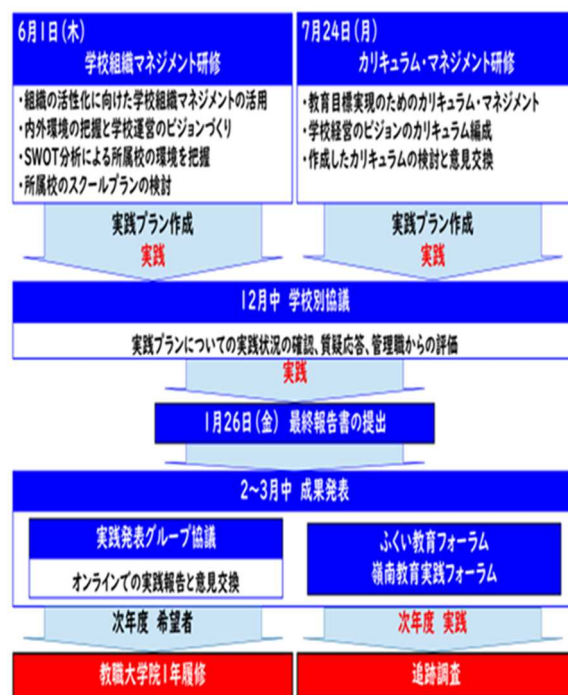 6月1日(木)
学校組織マネジメント研修
・組織の活性化に向けた学校組織マネジメントの活用
・内外環境の把握と学校運営のビジョンづくり
・SWOT分析による所属校の環境を把握
・所属校のスクールプランの検討
7月24日(月)
カリキュラム・マネジメント研修
・教育目標実現のためのカリキュラム・マネジメント
・学校経営のビジョンのカリキュラム編成
・作成したカリキュラムの検討と意見交換
実践プラン作成
実践
実践プラン作成
実践
12月中 学校別協議
実践プランについての実践状況の確認、質疑応答、管理職からの評価
実践
1月26日(金) 最終報告書の提出
2～3月中 成果発表
実践発表グループ協議
オンラインでの実践報告と意見交換
ふくい教育フォーラム
嶺南教育実践フォーラム
次年度 希望者
次年度 実践
教職大学院1年履修
追跡調査